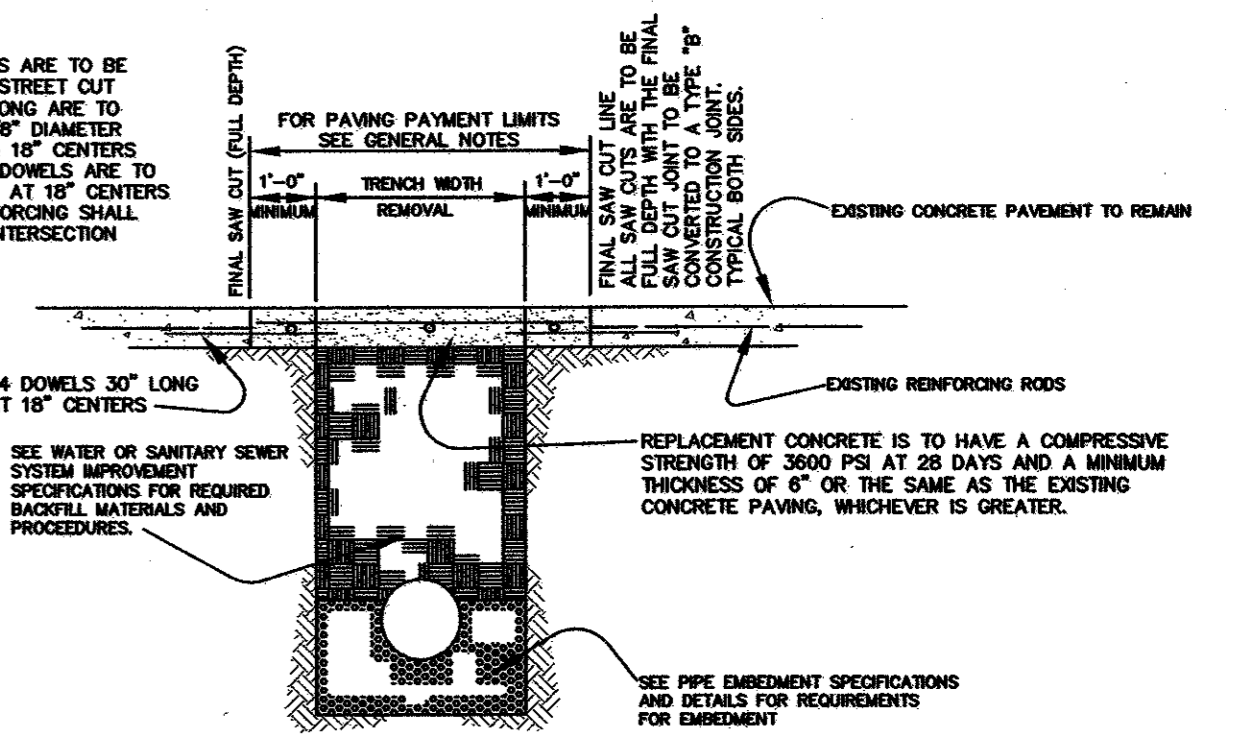 S ARE TO BE
STREET CUT
ONG ARE TO
8" DIAMETER
18" CENTERS
DOWELS ARE TO
AT 18" CENTERS
FORCING SHALL
NTERSECTION
FINAL SAW CUT (FULL DEPTH)
FOR PAVING PAYMENT LIMITS
SEE GENERAL NOTES
1'-0"
MINIMUM
TRENCH WIDTH
REMOVAL
1'-0"
MINIMUM
FINAL SAW CUT LINE
ALL SAW CUTS ARE TO BE
FULL DEPTH WITH THE FINAL
SAW CUT JOINT TO BE
CONVERTED TO A TYPE "B"
CONSTRUCTION JOINT.
TYPICAL BOTH SIDES.
EXISTING CONCRETE PAVEMENT TO REMAIN
4 DOWELS 30" LONG
T 18" CENTERS
EXISTING REINFORCING RODS
SEE WATER OR SANITARY SEWER
SYSTEM IMPROVEMENT
SPECIFICATIONS FOR REQUIRED
BACKFILL MATERIALS AND
PROCEEDURES.
REPLACEMENT CONCRETE IS TO HAVE A COMPRESSIVE
STRENGTH OF 3600 PSI AT 28 DAYS AND A MINIMUM
THICKNESS OF 6" OR THE SAME AS THE EXISTING
CONCRETE PAVING, WHICHEVER IS GREATER.
SEE PIPE EMBEDMENT SPECIFICATIONS
AND DETAILS FOR REQUIREMENTS
FOR EMBEDMENT